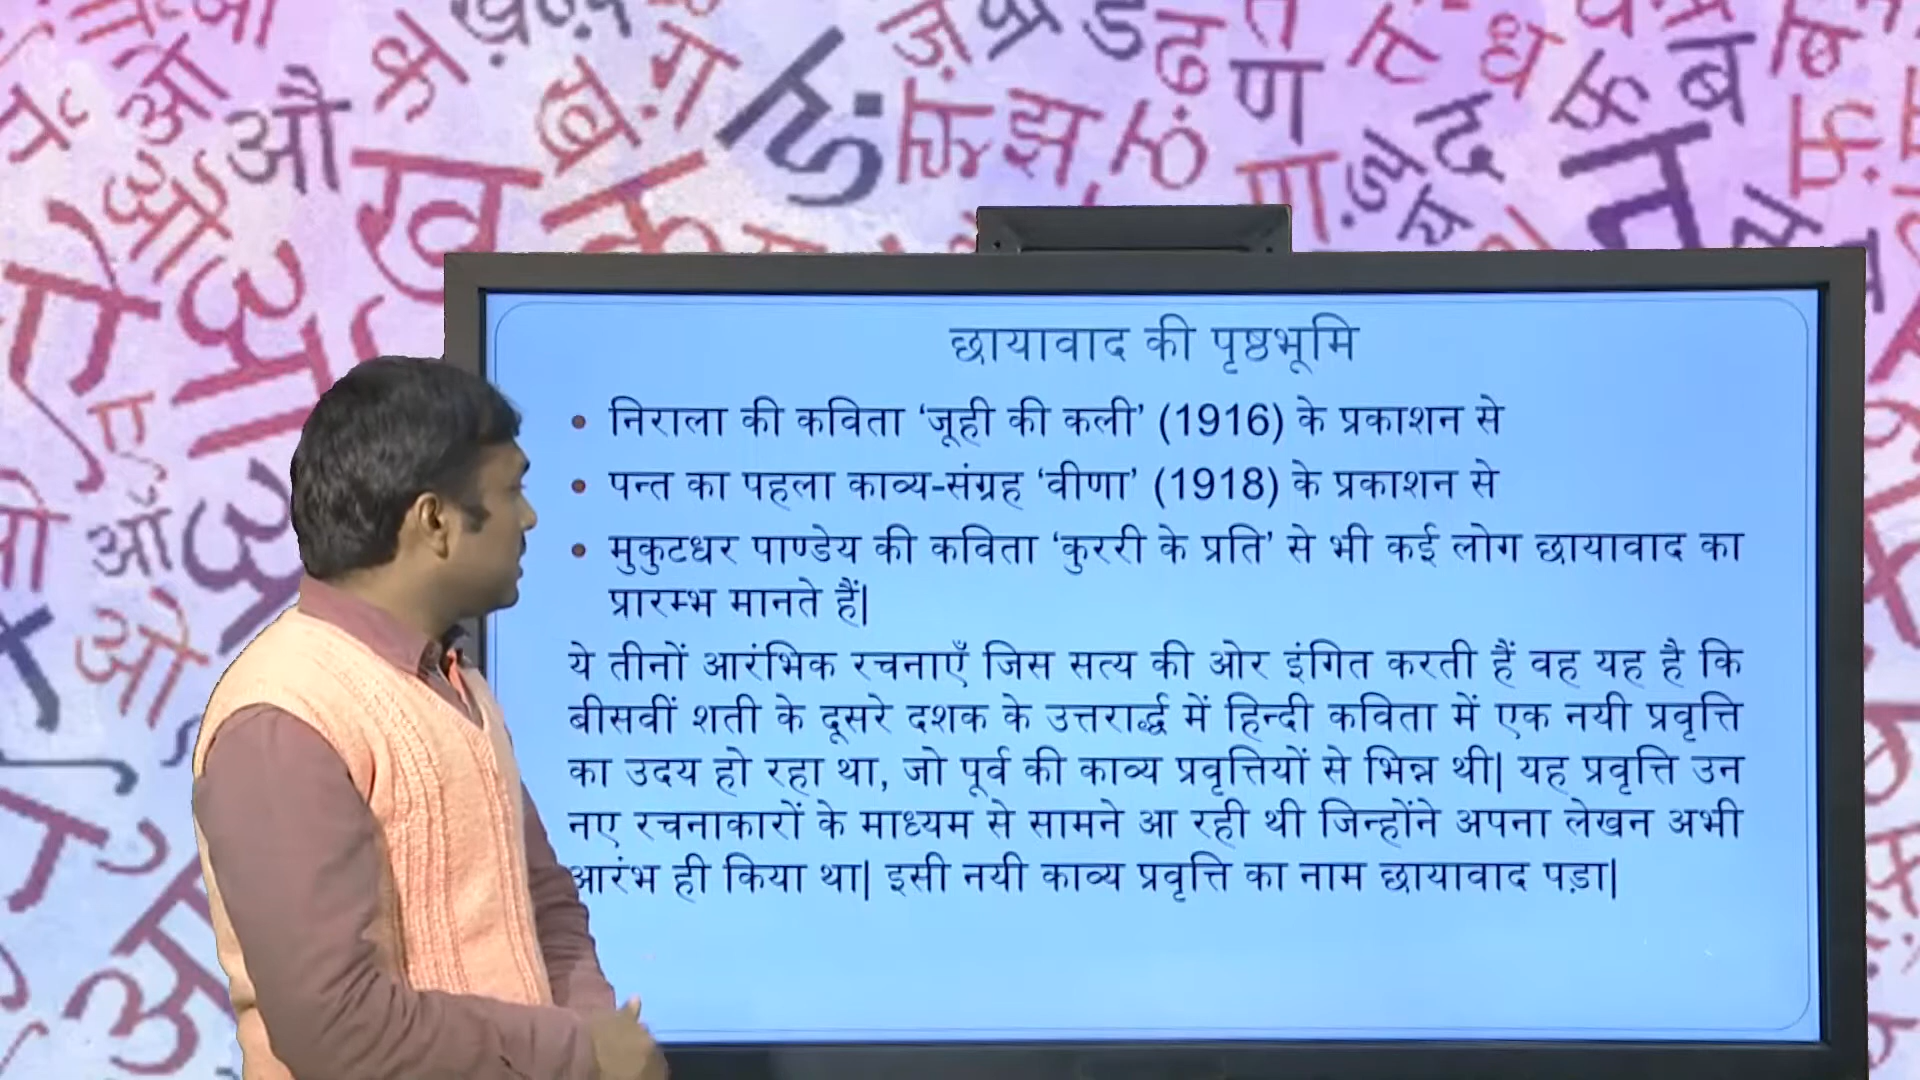 छायावाद की पृष्ठभूमि
• निराला की कविता ‘जूही की कली’ (1916) के प्रकाशन से
• पन्त का पहला काव्य-संग्रह ‘वीणा’ (1918) के प्रकाशन से
• मुकुटधर पाण्डेय की कविता ‘कुररी के प्रति’ से भी कई लोग छायावाद का
प्रारम्भ मानते हैं|
ये तीनों आरंभिक रचनाएँ जिस सत्य की ओर इंगित करती हैं वह यह है कि
बीसवीं शती के दूसरे दशक के उत्तरार्द्ध में हिन्दी कविता में एक नयी प्रवृत्ति
का उदय हो रहा था, जो पूर्व की काव्य प्रवृत्तियों से भिन्न थी| यह प्रवृत्ति उन
नए रचनाकारों के माध्यम से सामने आ रही थी जिन्होंने अपना लेखन अभी
आरंभ ही किया था| इसी नयी काव्य प्रवृत्ति का नाम छायावाद पड़ा|